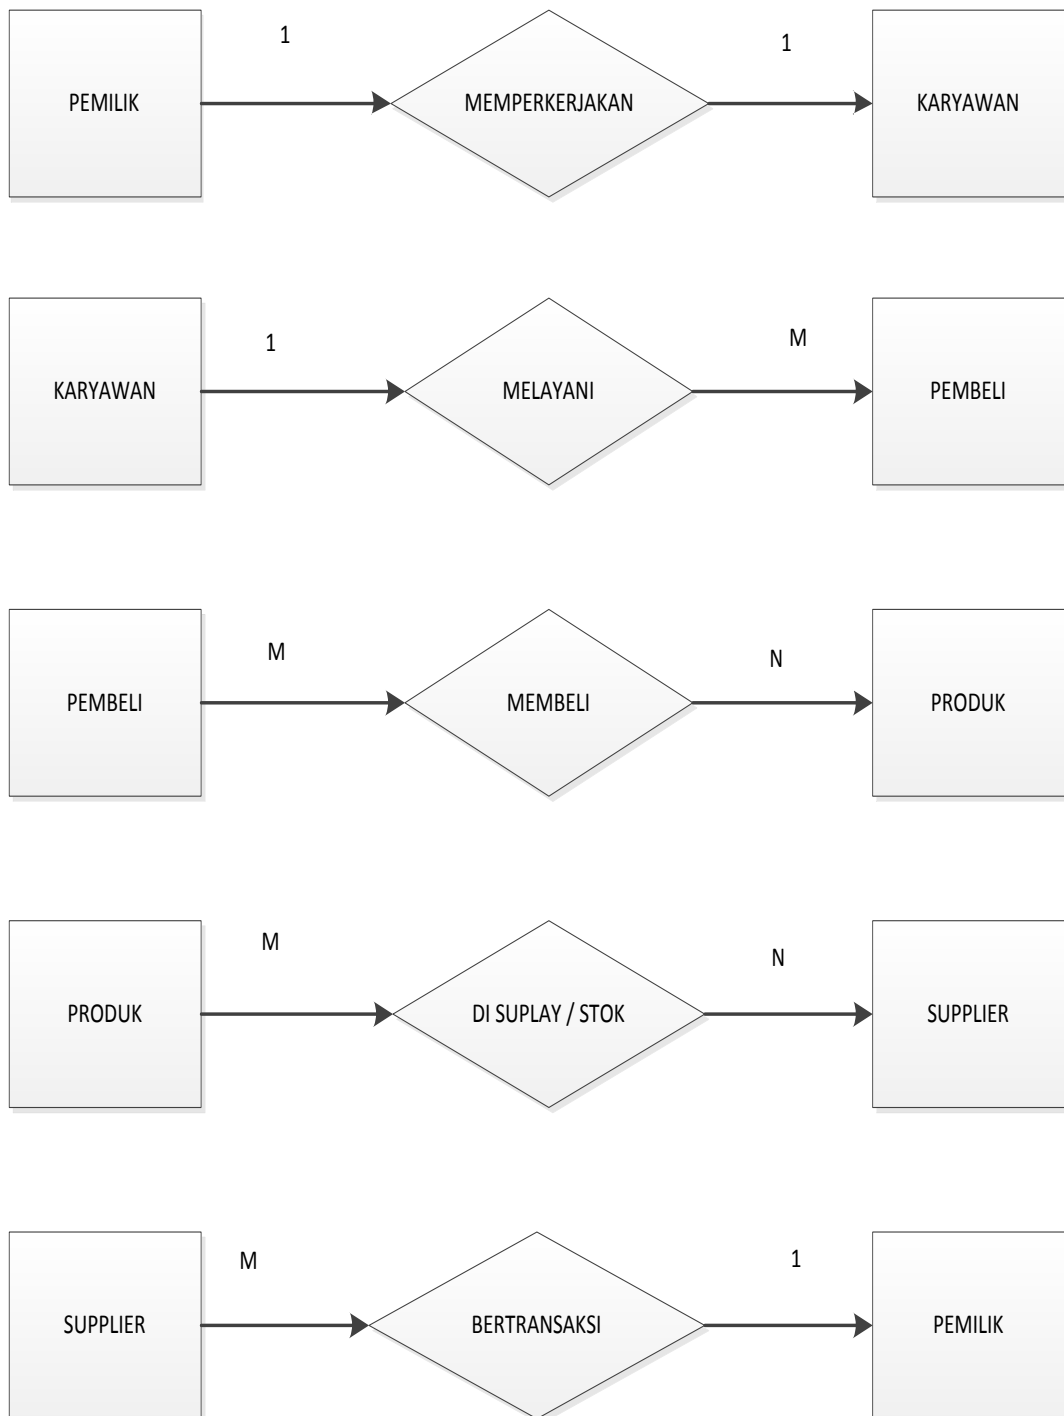 1
1
PEMILIK
MEMPERKERJAKAN
KARYAWAN
1
M
KARYAWAN
MELAYANI
PEMBELI
M
N
PEMBELI
MEMBELI
PRODUK
M
N
PRODUK
DI SUPLAY / STOK
SUPPLIER
M
1
SUPPLIER
BERTRANSAKSI
PEMILIK